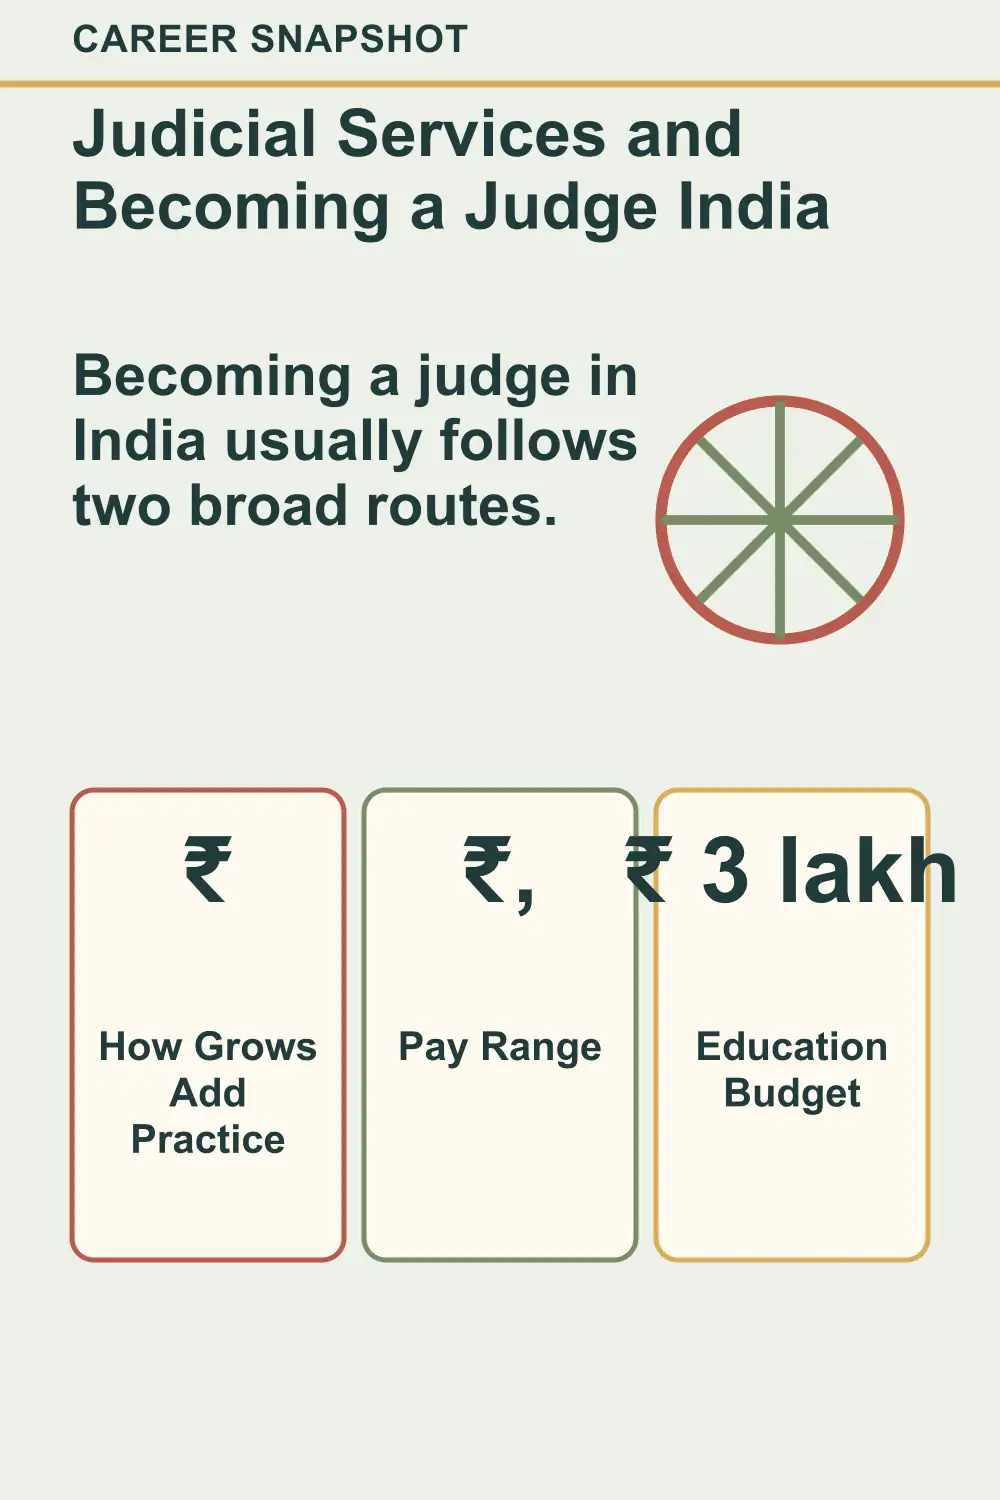 CAREER SNAPSHOT
Judicial Services and
Becoming a Judge India
Becoming a judge in
India usually follows
two broad routes.
₹
How Grows
Add
Practice
₹,
Pay Range
₹ 3 lakh
Education
Budget